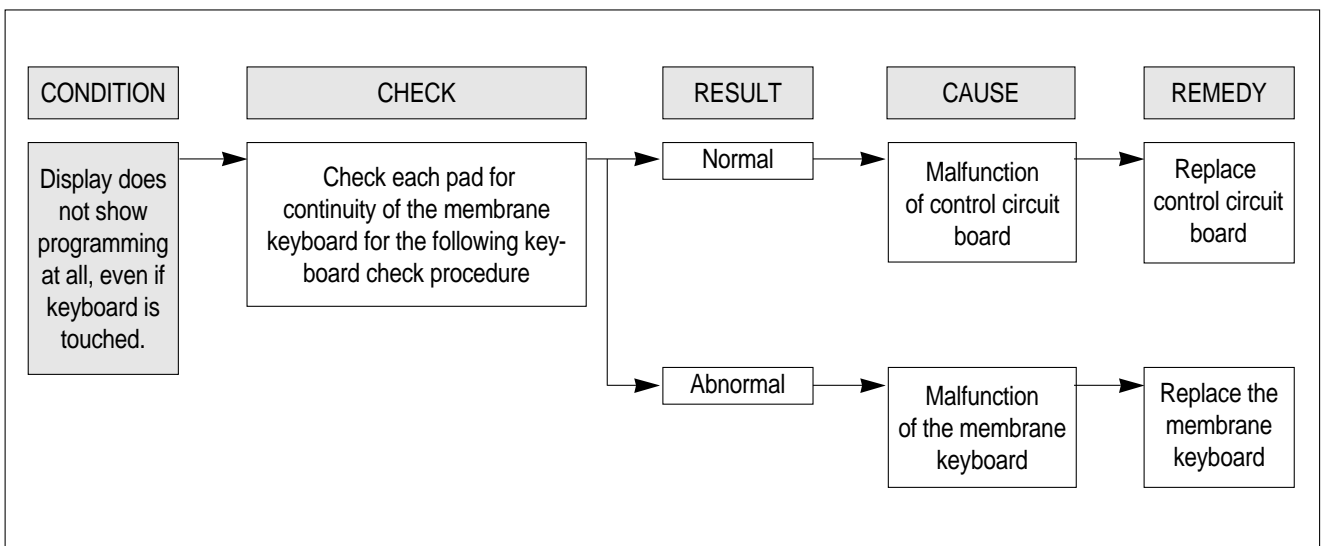 CONDITION
CHECK
RESULT
CAUSE
REMEDY
Display does
not show
programming
at all, even if
keyboard is
touched.
Check each pad for
continuity of the membrane
keyboard for the following key-
board check procedure
Normal
Malfunction
of control circuit
board
Replace
control circuit
board
Abnormal
Malfunction
of the membrane
keyboard
Replace the
membrane
keyboard